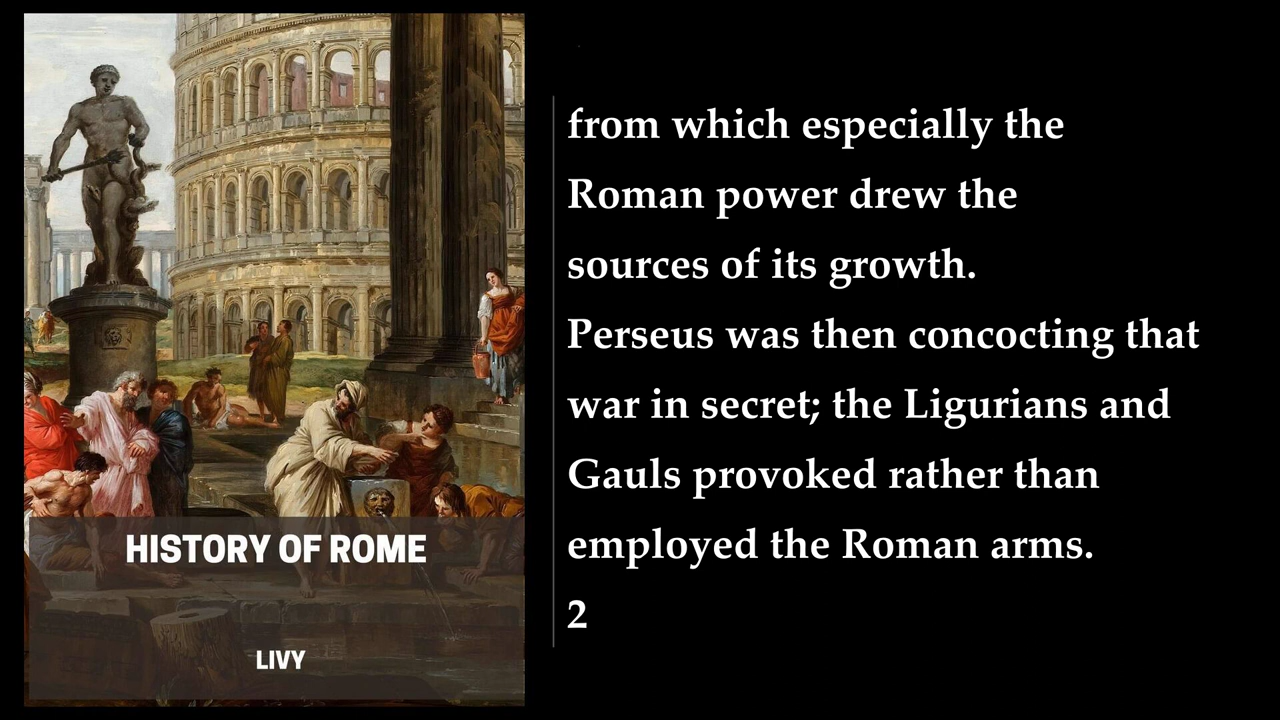 HISTORY OF ROME
LIVY
from which especially the
Roman power drew the
sources of its growth.
Perseus was then concocting that
war in secret; the Ligurians and
Gauls provoked rather than
employed the Roman arms.
2